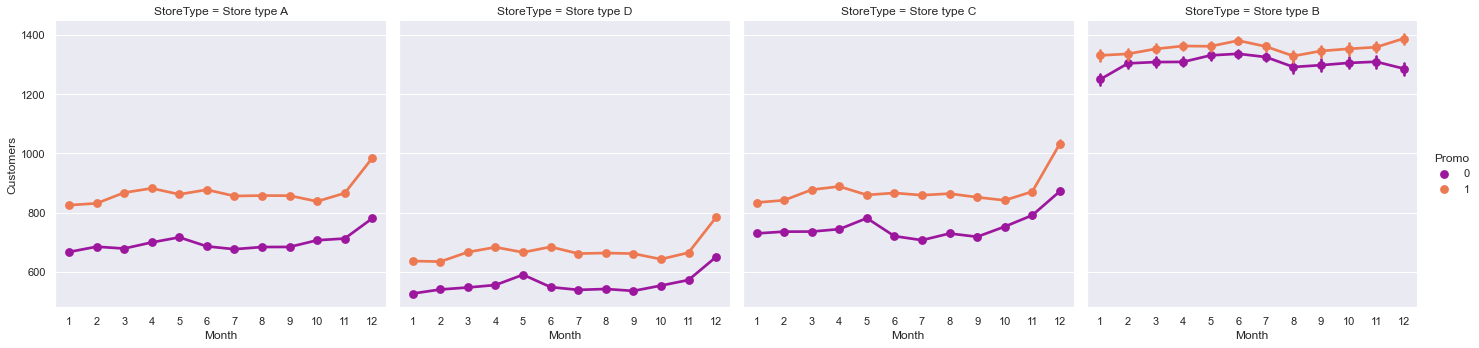 StoreType = Store type A
StoreType = Store type D
StoreType = Store type C
StoreType = Store type B
1400
1200
1000
800
600
Customers
1 2 3 4 5 6 7 8 9 10 11 12
1 2 3 4 5 6 7 8 9 10 11 12
1 2 3 4 5 6 7 8 9 10 11 12
1 2 3 4 5 6 7 8 9 10 11 12
Month
Month
Month
Month
Promo
0
1